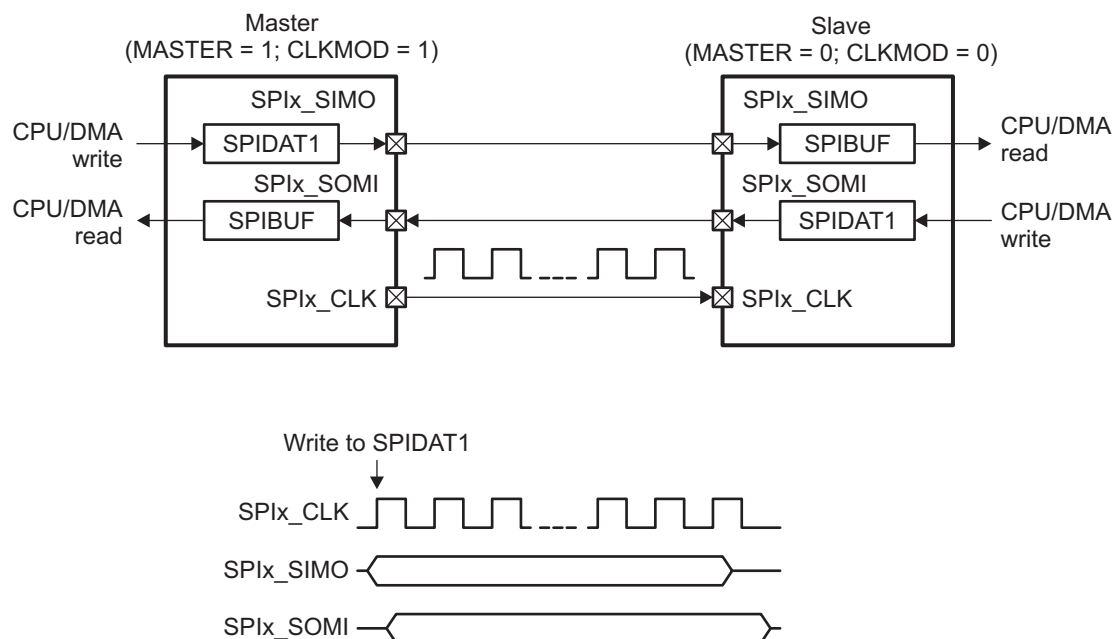 Master
(MASTER = 1; CLKMOD = 1)
Slave
(MASTER = 0; CLKMOD = 0)
SPIx_SIMO
SPIx_SIMO
CPU/DMA
write
SPIDAT1
SPIBUF
CPU/DMA
read
SPIx_SOMI
SPIx_SOMI
CPU/DMA
read
SPIBUF
SPIDAT1
CPU/DMA
write
SPIx_CLK
SPIx_CLK
Write to SPIDAT1
SPIx_CLK
SPIx_SIMO
SPIx_SOMI